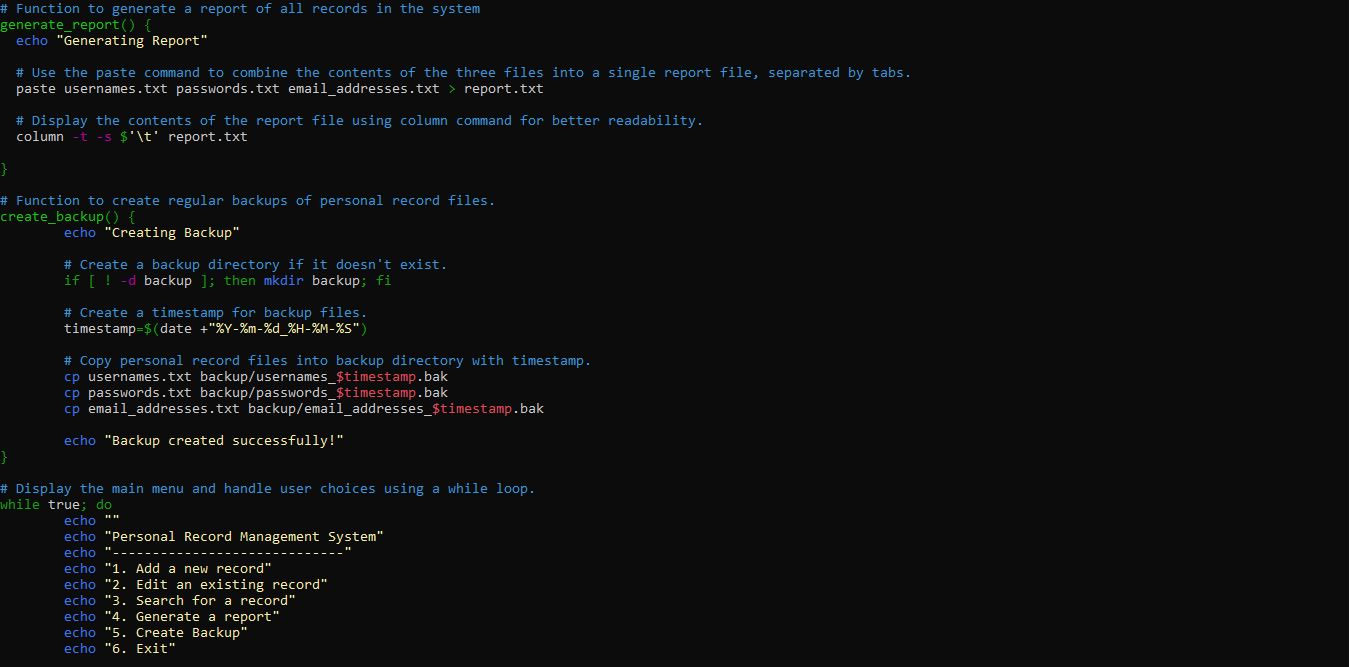 # Function to generate a report of all records in the system
generate_report() {
  echo "Generating Report"

  # Use the paste command to combine the contents of the three files into a single report file, separated by tabs.
  paste usernames.txt passwords.txt email_addresses.txt > report.txt

  # Display the contents of the report file using column command for better readability.
  column -t -s $'\t' report.txt

}

# Function to create regular backups of personal record files.
create_backup() {
        echo "Creating Backup"

        # Create a backup directory if it doesn't exist.
        if [ ! -d backup ]; then mkdir backup; fi

        # Create a timestamp for backup files.
        timestamp=$(date +"%Y-%m-%d_%H-%M-%S")

        # Copy personal record files into backup directory with timestamp.
        cp usernames.txt backup/usernames_$timestamp.bak
        cp passwords.txt backup/passwords_$timestamp.bak
        cp email_addresses.txt backup/email_addresses_$timestamp.bak

        echo "Backup created successfully!"
}

# Display the main menu and handle user choices using a while loop.
while true; do
        echo ""
        echo "Personal Record Management System"
        echo "-----------------------------"
        echo "1. Add a new record"
        echo "2. Edit an existing record"
        echo "3. Search for a record"
        echo "4. Generate a report"
        echo "5. Create Backup"
        echo "6. Exit"